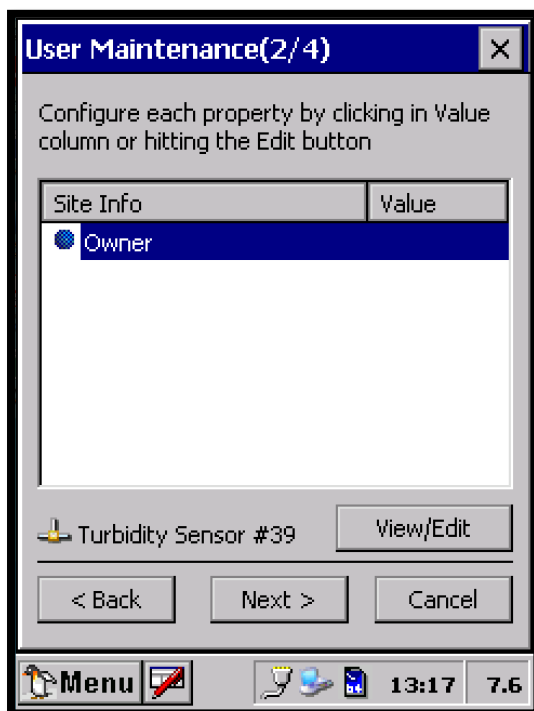 User Maintenance(2/4)
Configure each property by clicking in Value
column or hitting the Edit button
Site Info Value
Owner
Turbidity Sensor #39 View/Edit
< Back Next > Cancel
Menu 13:17 7.6